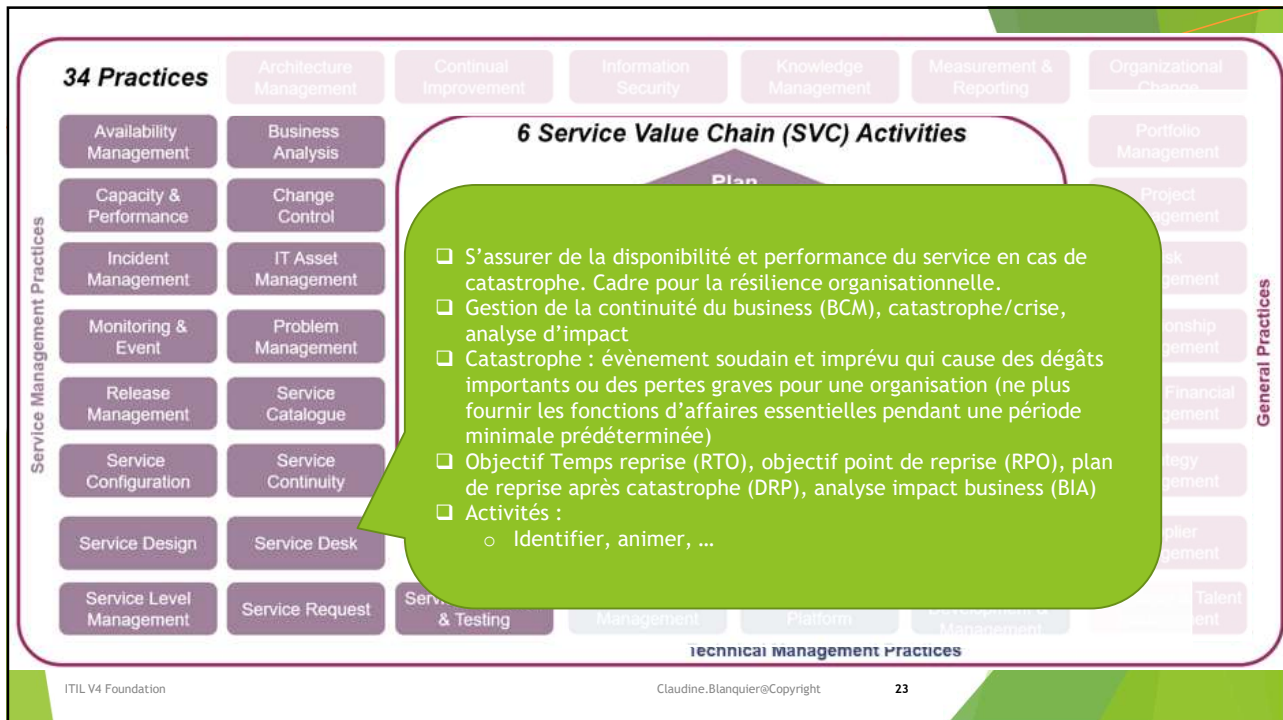 34 Practices
Architecture
Management
Continual
Improvement
Information
Security
Knowledge
Management
Measurement &
Reporting
Organizational
Change
Availability
Management
Business
Analysis
6 Service Value Chain (SVC) Activities
Portfolio
Management
Plan
Capacity &
Performance
Change
Control
Project
Incident
Management
IT Asset
Management
Monitoring &
Event
Problem
Management
Release
Management
Service
Catalogue
Financial
Service
Configuration
Service
Continuity
Service Design
Service Desk
Service Level
Management
Service Request
& Testing
Management
Platform
Management
Talent
Service Management Practices
General Practices
Technical Management Practices
❑ S'assurer de la disponibilité et performance du service en cas de
catastrophe. Cadre pour la résilience organisationnelle.
❑ Gestion de la continuité du business (BCM), catastrophe/crise,
analyse d'impact
❑ Catastrophe : évènement soudain et imprévu qui cause des dégâts
importants ou des pertes graves pour une organisation (ne plus
fournir les fonctions d'affaires essentielles pendant une période
minimale prédéterminée)
❑ Objectif Temps reprise (RTO), objectif point de reprise (RPO), plan
de reprise après catastrophe (DRP), analyse impact business (BIA)
❑ Activités :
o Identifier, animer, …
ITIL V4 Foundation
Claudine.Blanquier@Copyright
23